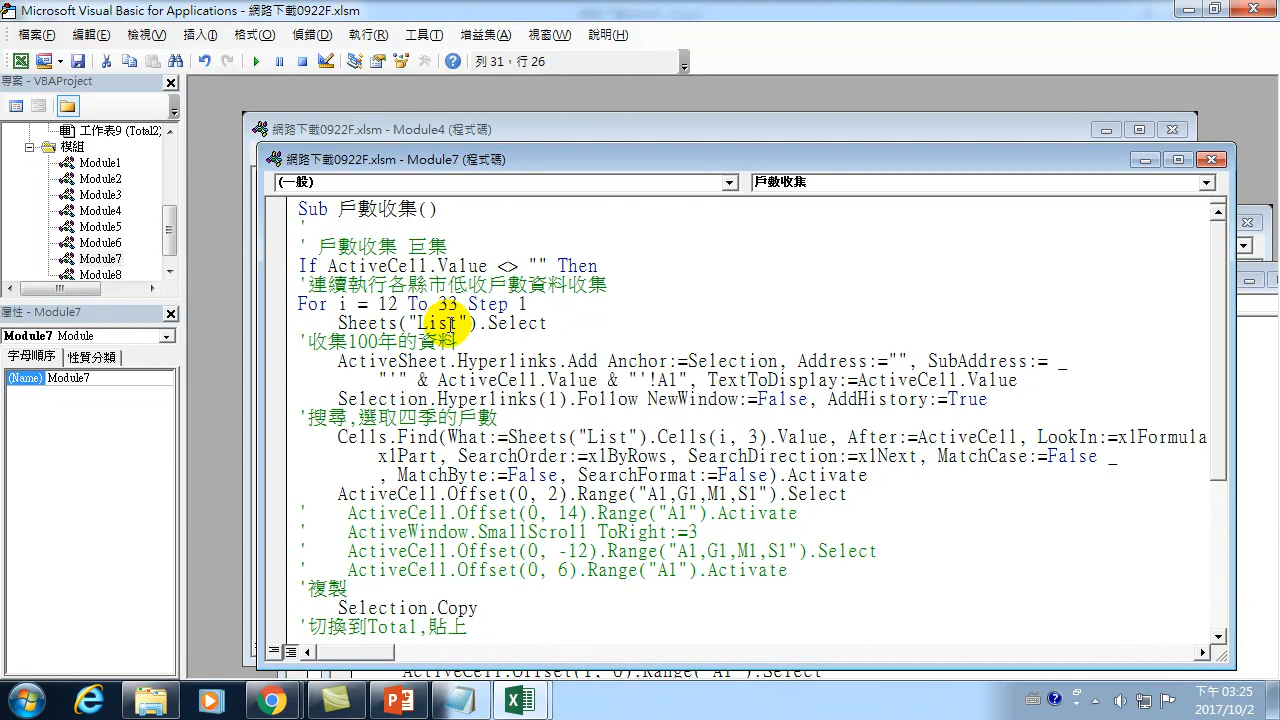 Microsoft Visual Basic for Applications - 網路下載0922F.xlsm
檔案(F) 編輯(E) 檢視(V) 插入(I) 格式(O) 偵錯(D) 執行(R) 工具(T) 增益集(A) 視窗(W) 說明(H)
列 31，行 26
專案 - VBAProject
工作表9 (Total2)
模組
Module1
Module2
Module3
Module4
Module5
Module6
Module7
Module8
屬性 - Module7
Module7 Module
字母順序 性質分類
(Name) Module7
網路下載0922F.xlsm - Module4 (程式碼)
網路下載0922F.xlsm - Module7 (程式碼)
(一般) 戶數收集
Sub 戶數收集()
'
' 戶數收集 巨集
If ActiveCell.Value <> "" Then
'連續執行各縣市低收戶數資料收集
For i = 12 To 33 Step 1
Sheets("List").Select
'收集100年的資料
ActiveSheet.Hyperlinks.Add Anchor:=Selection, Address:="", SubAddress:= _
"'" & ActiveCell.Value & "'!A1", TextToDisplay:=ActiveCell.Value
Selection.Hyperlinks(1).Follow NewWindow:=False, AddHistory:=True
'搜尋,選取四季的戶數
Cells.Find(What:=Sheets("List").Cells(i, 3).Value, After:=ActiveCell, LookIn:=xlFormula
xlPart, SearchOrder:=xlByRows, SearchDirection:=xlNext, MatchCase:=False _
, MatchByte:=False, SearchFormat:=False).Activate
ActiveCell.Offset(0, 2).Range("A1,G1,M1,S1").Select
' ActiveCell.Offset(0, 14).Range("A1").Activate
' ActiveWindow.SmallScroll ToRight:=3
' ActiveCell.Offset(0, -12).Range("A1,G1,M1,S1").Select
' ActiveCell.Offset(0, 6).Range("A1").Activate
'複製
Selection.Copy
'切換到Total,貼上
下午 03:25
2017/10/2